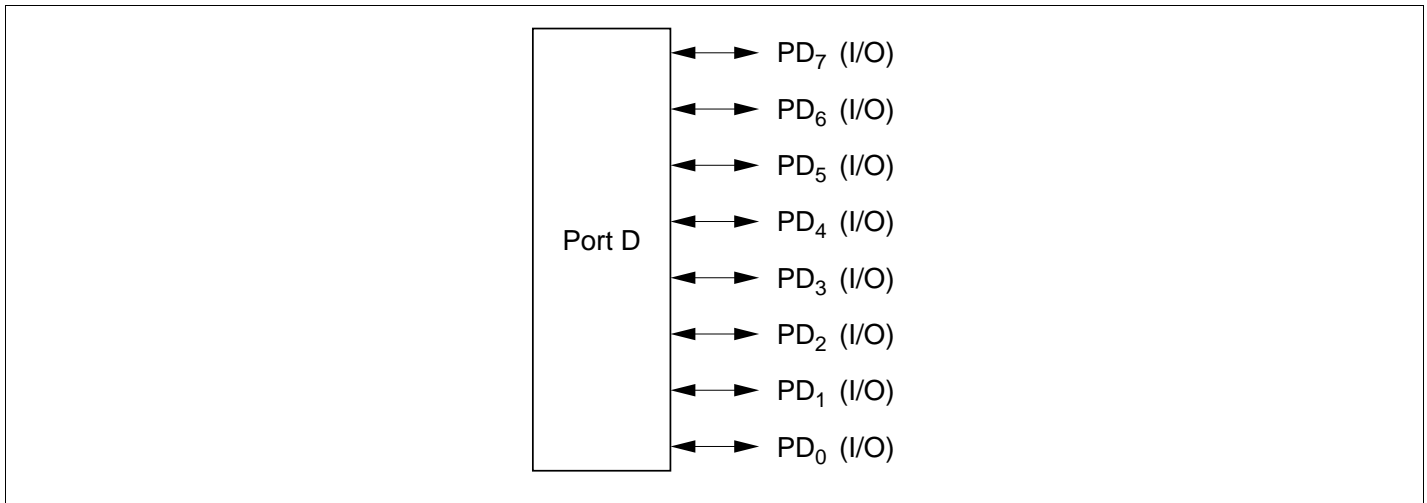 PD₇ (I/O)
PD₆ (I/O)
PD₅ (I/O)
PD₄ (I/O)
Port D
PD₃ (I/O)
PD₂ (I/O)
PD₁ (I/O)
PD₀ (I/O)